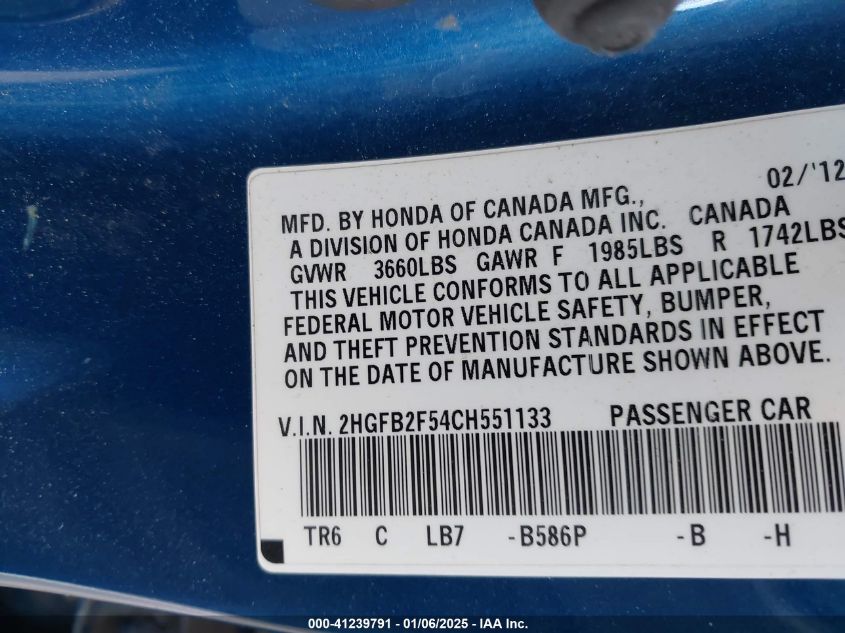 02/'12
MFD. BY HONDA OF CANADA MFG.,
A DIVISION OF HONDA CANADA INC. CANADA
GVWR 3660LBS GAWR F 1985LBS R 1742LBS
THIS VEHICLE CONFORMS TO ALL APPLICABLE
FEDERAL MOTOR VEHICLE SAFETY, BUMPER,
AND THEFT PREVENTION STANDARDS IN EFFECT
ON THE DATE OF MANUFACTURE SHOWN ABOVE.
V.I.N. 2HGFB2F54CH551133 PASSENGER CAR
TR6 C LB7 -B586P -B -H
000-41239791 - 01/06/2025 - IAA Inc.